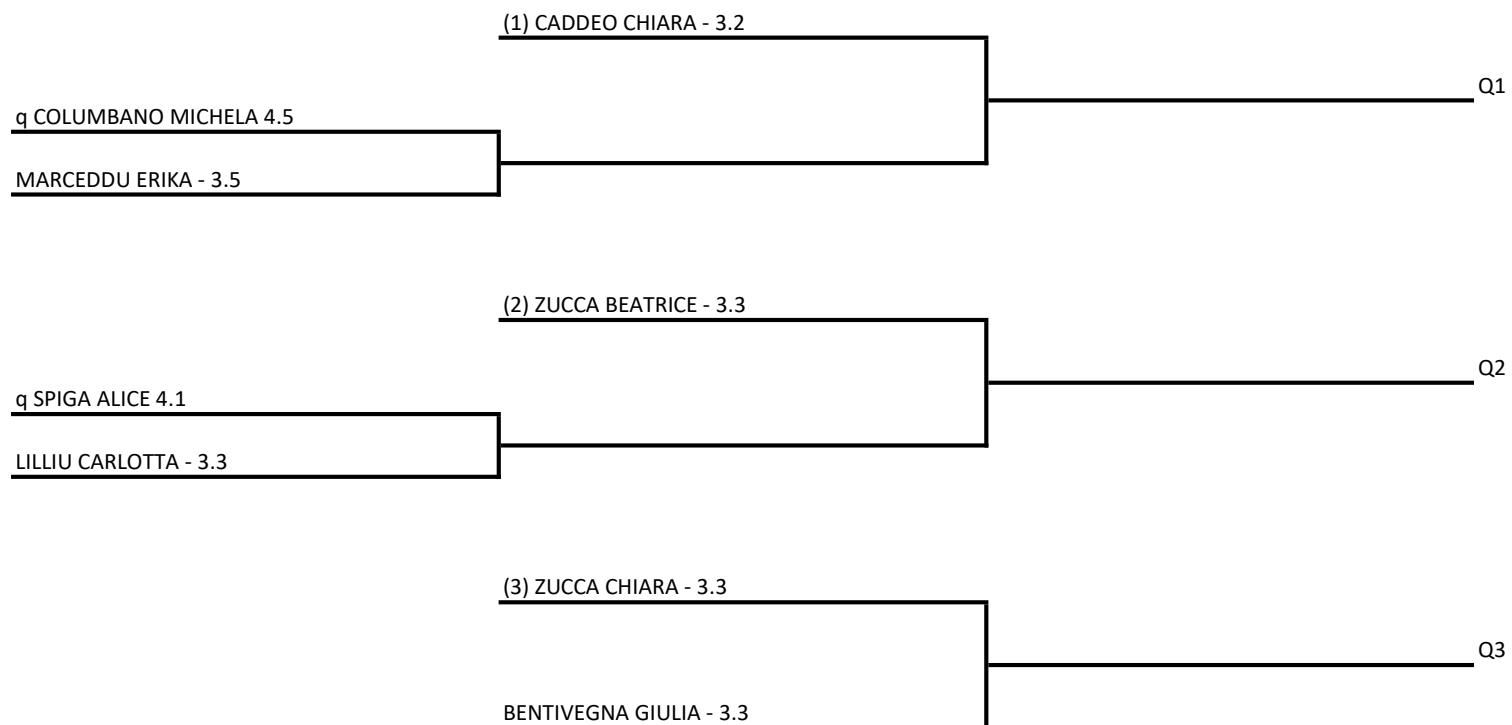 (1) CADDEO CHIARA - 3.2
Q1
q COLUMBANO MICHELA 4.5
MARCEDDU ERIKA - 3.5
(2) ZUCCA BEATRICE - 3.3
Q2
q SPIGA ALICE 4.1
LILLIU CARLOTTA - 3.3
(3) ZUCCA CHIARA - 3.3
Q3
BENTIVEGNA GIULIA - 3.3